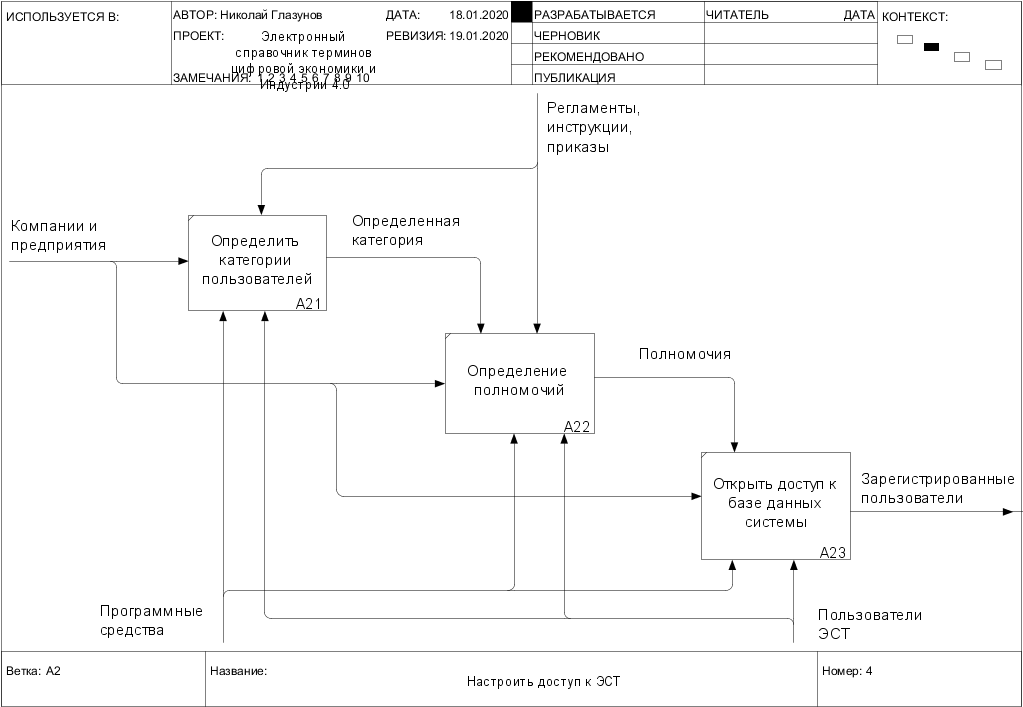 ИСПОЛЬЗУЕТСЯ В:
АВТОР: Николай Глазунов
ДАТА: 18.01.2020
РАЗРАБАТЫВАЕТСЯ
ЧИТАТЕЛЬ
ДАТА
КОНТЕКСТ:
ПРОЕКТ: Электронный
справочник терминов
цифровой экономики и
Индустрии 4.0
РЕВИЗИЯ: 19.01.2020
ЧЕРНОВИК
РЕКОМЕНДОВАНО
ЗАМЕЧАНИЯ: 1 2 3 4 5 6 7 8 9 10
ПУБЛИКАЦИЯ
Регламенты,
инструкции,
приказы
Компании и
предприятия
Определить
категории
пользователей
A21
Определенная
категория
Определение
полномочий
A22
Полномочия
Открыть доступ к
базе данных
системы
A23
Зарегистрированные
пользователи
Программные
средства
Пользователи
ЭСТ
Ветка: A2
Название:
Настроить доступ к ЭСТ
Номер: 4